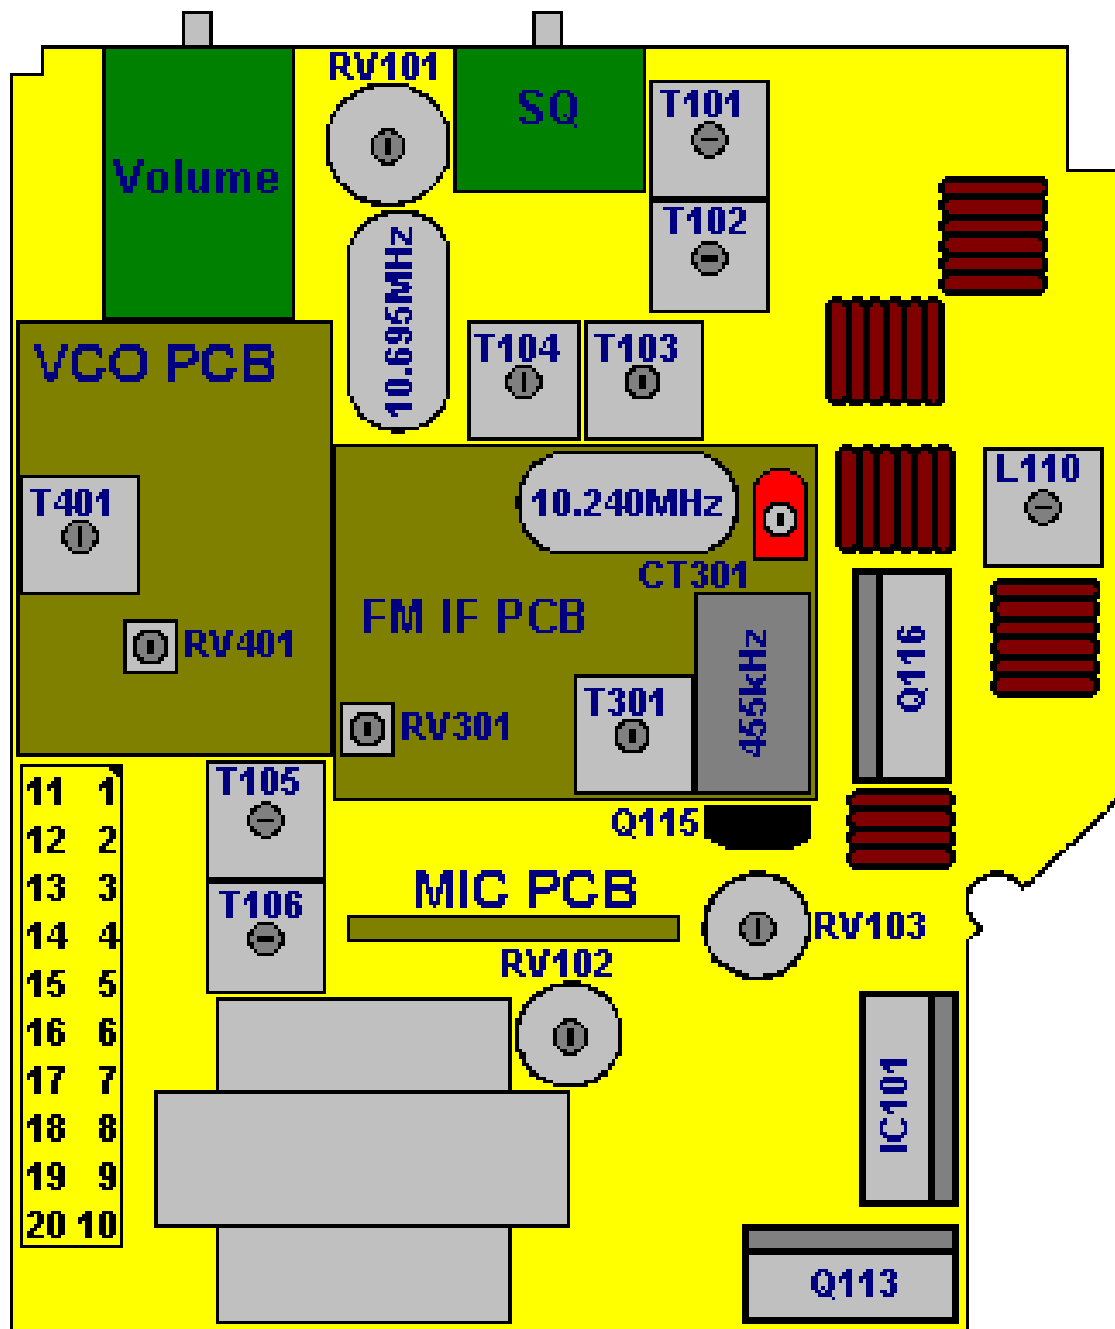 RV101
SQ
T101
Volume
T102
10.695MHz
VCO PCB
T104
T103
T401
10.240MHz
L110
CT301
FM IF PCB
RV401
Q116
455kHz
T301
RV301
T105
11 1
Q115
12 2
13 3
MIC PCB
T106
14 4
RV103
RV102
15 5
16 6
17 7
18 8
IC101
19 9
20 10
Q113